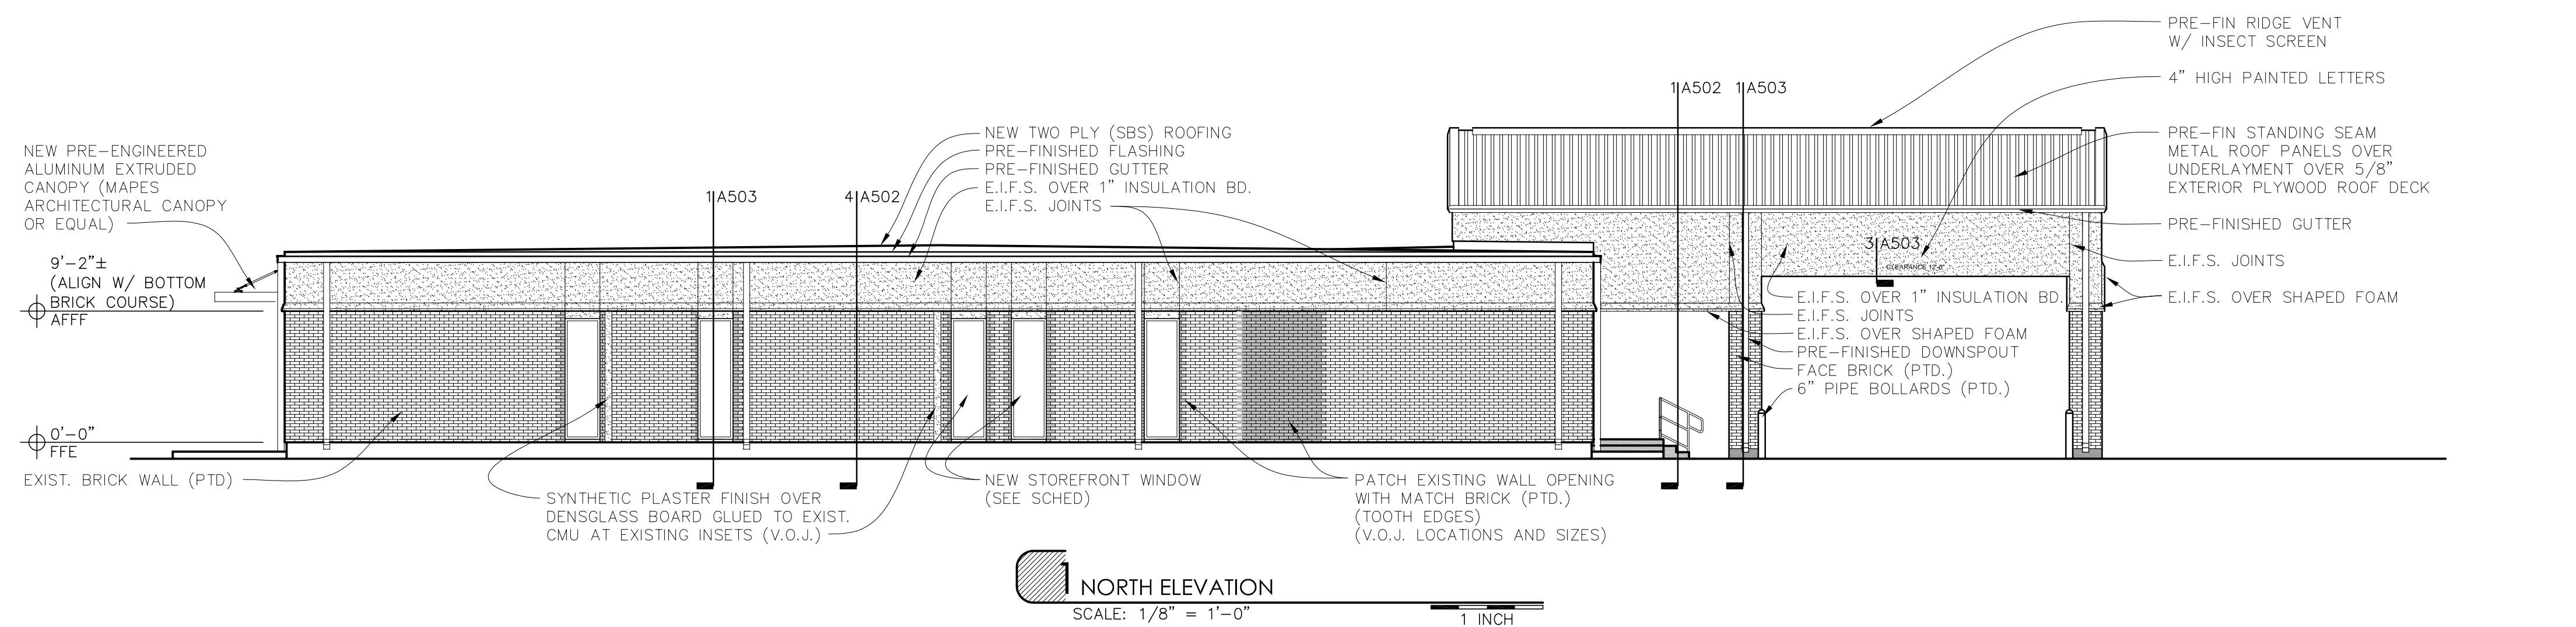 PRE-FIN RIDGE VENT
W/ INSECT SCREEN
4" HIGH PAINTED LETTERS
1 A502
1 A503
NEW TWO PLY (SBS) ROOFING
PRE-FINISHED FLASHING
PRE-FINISHED GUTTER
E.I.F.S. OVER 1" INSULATION BD.
E.I.F.S. JOINTS
PRE-FIN STANDING SEAM
METAL ROOF PANELS OVER
UNDERLAYMENT OVER 5/8"
EXTERIOR PLYWOOD ROOF DECK
NEW PRE-ENGINEERED
ALUMINUM EXTRUDED
CANOPY (MAPES
ARCHITECTURAL CANOPY
OR EQUAL)
1 A503
4 A502
PRE-FINISHED GUTTER
3 A503
CLEARANCE 12'-0"
E.I.F.S. JOINTS
9'-2"±
(ALIGN W/ BOTTOM
BRICK COURSE)
AFFF
E.I.F.S. OVER 1" INSULATION BD.
E.I.F.S. JOINTS
E.I.F.S. OVER SHAPED FOAM
PRE-FINISHED DOWNSPOUT
FACE BRICK (PTD.)
6" PIPE BOLLARDS (PTD.)
E.I.F.S. OVER SHAPED FOAM
0'-0"
FFE
EXIST. BRICK WALL (PTD)
SYNTHETIC PLASTER FINISH OVER
DENSGLASS BOARD GLUED TO EXIST.
CMU AT EXISTING INSETS (V.O.J.)
NEW STOREFRONT WINDOW
(SEE SCHED)
PATCH EXISTING WALL OPENING
WITH MATCH BRICK (PTD.)
(TOOTH EDGES)
(V.O.J. LOCATIONS AND SIZES)
1 NORTH ELEVATION
SCALE: 1/8" = 1'-0"
1 INCH